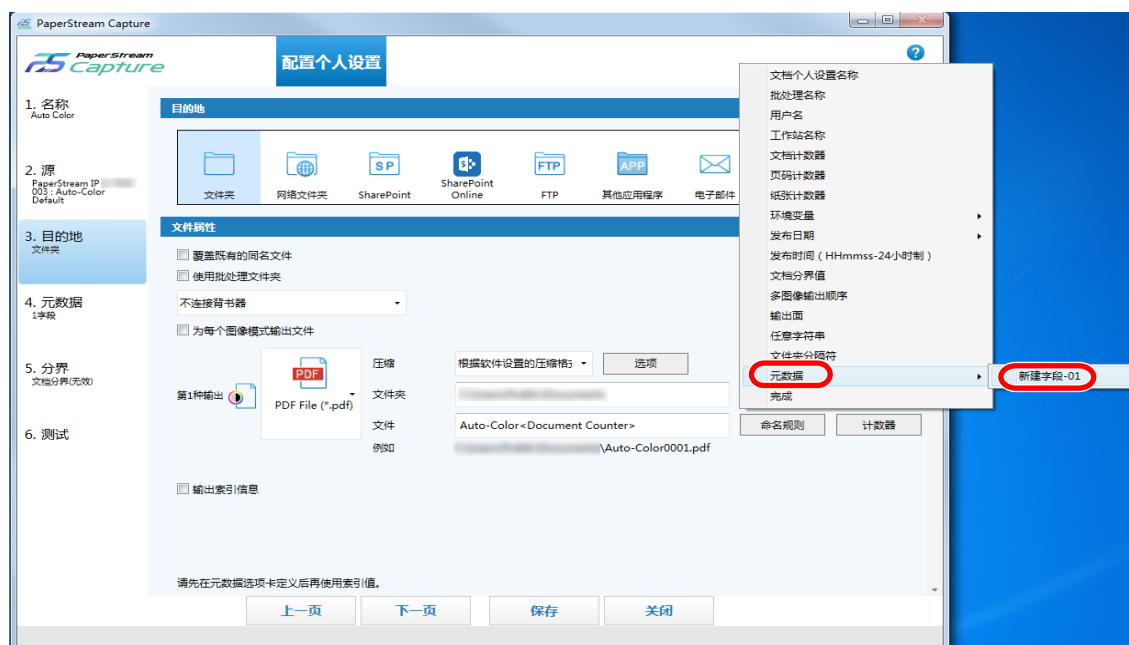 PaperStream Capture
PaperStream
Capture
配置个人设置
?
1. 名称
Auto Color
2. 源
PaperStream IP
003 : Auto-Color
Default
3. 目的地
文件夹
4. 元数据
1字段
5. 分界
文档分界(无效)
6. 测试
目的地
文件夹
网络文件夹
SP
SharePoint
S
SharePoint
Online
FTP
FTP
APP
其他应用程序
电子邮件
文件属性
覆盖既有的同名文件
使用批处理文件夹
不连接背书器
为每个图像模式输出文件
第1种输出
PDF
PDF File (*.pdf)
压缩
根据软件设置的压缩格式
选项
文件夹
文件
Auto-Color<Document Counter>
命名规则
计数器
例如
\Auto-Color0001.pdf
输出索引信息
请先在元数据选项卡定义后再使用索引值。
上一页
下一页
保存
关闭
文档个人设置名称
批处理名称
用户名
工作站名称
文档计数器
页码计数器
纸张计数器
环境变量
发布日期
发布时间 ( HHmmss-24小时制 )
文档分界值
多图像输出顺序
输出面
任意字符串
文件夹分隔符
元数据
新建字段-01
完成